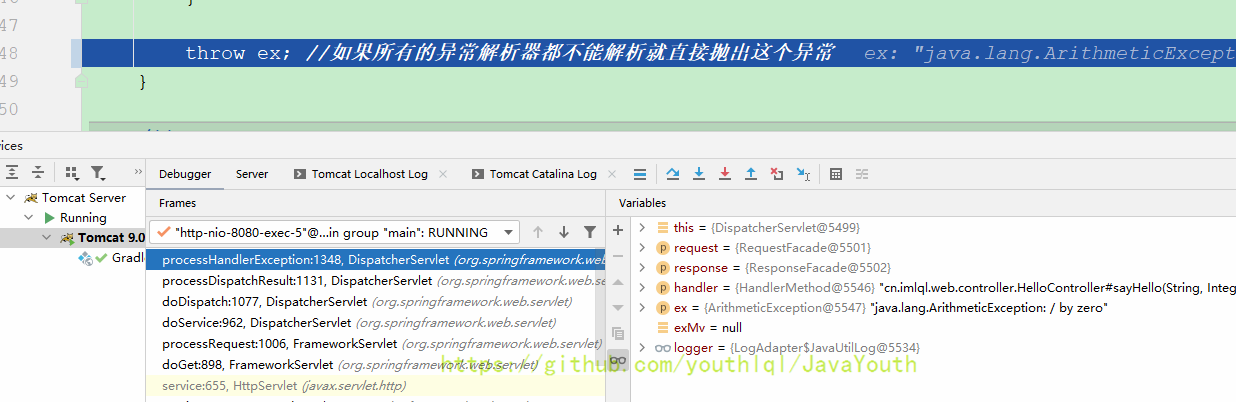 47
48 throw ex; //如果所有的异常解析器都不能解析就直接抛出这个异常 ex: "java.lang.ArithmeticExcept
49 }
50
ices
Debugger Server Tomcat Localhost Log Tomcat Catalina Log
Tomcat Server
Running
Tomcat 9.0
Gradl
Frames
"http-nio-8080-exec-5"@...in group "main": RUNNING
processHandlerException:1348, DispatcherServlet (org.springframework.web.
processDispatchResult:1131, DispatcherServlet (org.springframework.web.se
doDispatch:1077, DispatcherServlet (org.springframework.web.servlet)
doService:962, DispatcherServlet (org.springframework.web.servlet)
processRequest:1006, FrameworkServlet (org.springframework.web.servlet)
doGet:898, FrameworkServlet (org.springframework.web.servlet)
service:655, HttpServlet (javax.servlet.http)
Variables
this = {DispatcherServlet@5499}
request = {RequestFacade@5501}
response = {ResponseFacade@5502}
handler = {HandlerMethod@5546} "cn.imlql.web.controller.HelloController#sayHello(String, Integ
ex = {ArithmeticException@5547} "java.lang.ArithmeticException: / by zero"
exMv = null
logger = {LogAdapter$JavaUtilLog@5534}
https://github.com/youthlql/JavaYouth